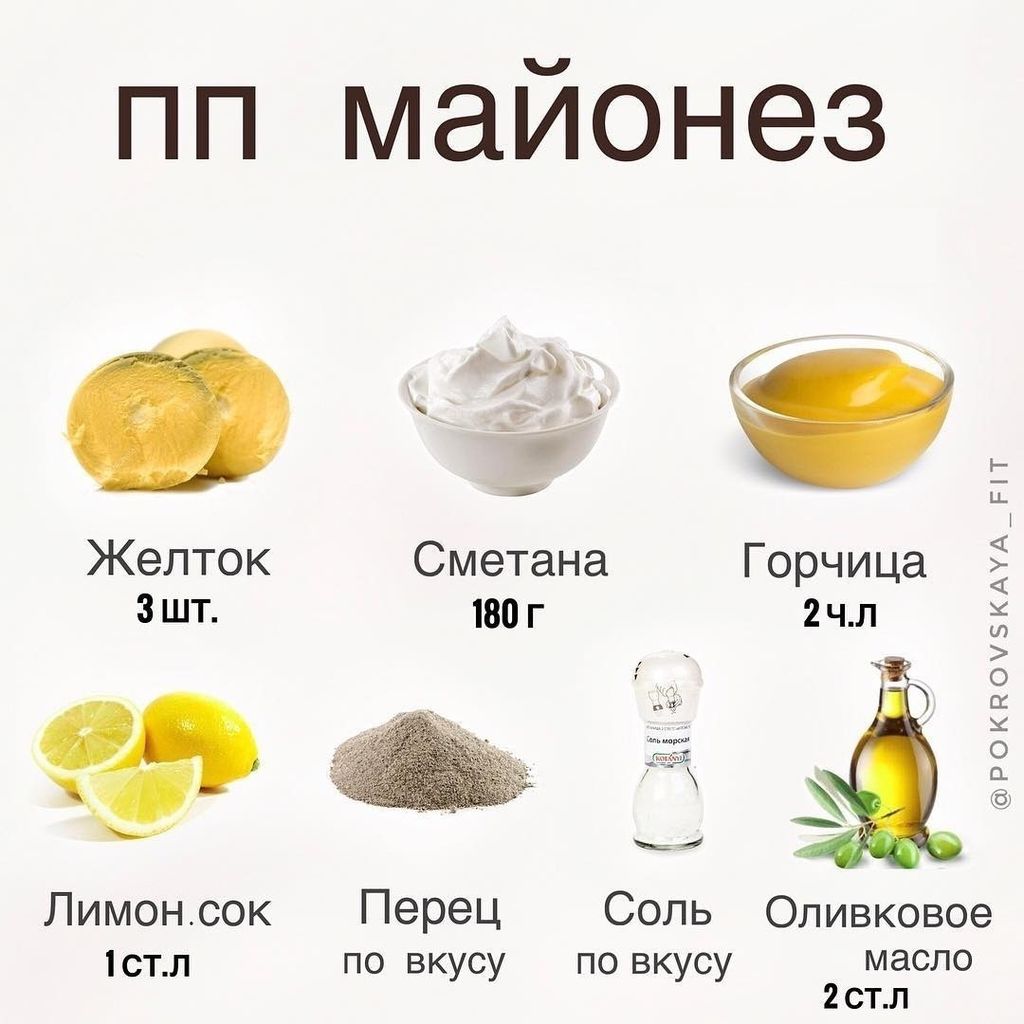 пп майонез
Желток
3 шт.
Сметана
180 г
Горчица
2 ч.л
Лимон.сок
1 ст.л
Перец
по вкусу
Соль морская
KOTÁNYI
Соль
по вкусу
Оливковое
масло
2 ст.л
@POKROVSKAYA_FIT